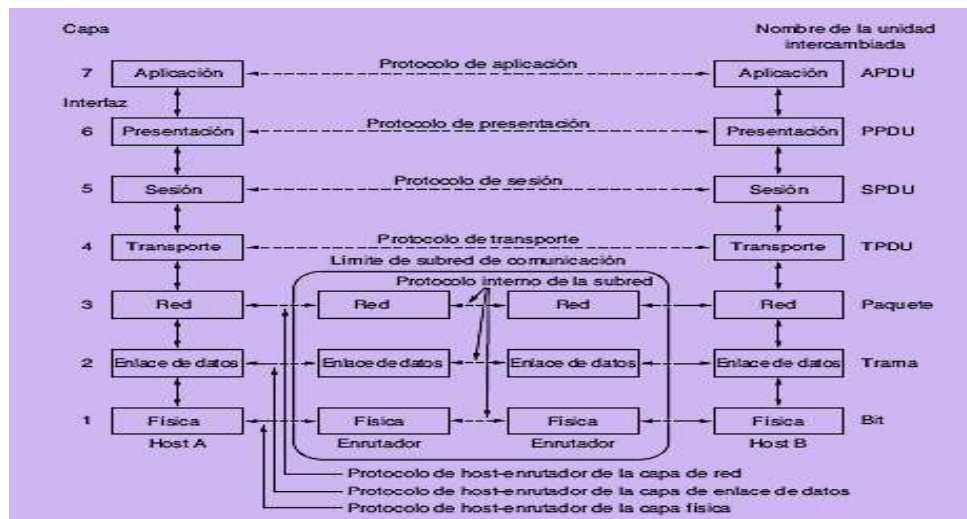 Capa
Nombre de la unidad
intercambiada
7 Aplicación Protocolo de aplicación Aplicación APDU
Interfaz
6 Presentación Protocolo de presentación Presentación PPDU
5 Sesión Protocolo de sesión Sesión SPDU
4 Transporte Protocolo de transporte Transporte TPDU
Límite de subred de comunicación
Protocolo interno de la subred
3 Red Red Red Red Paquete
2 Enlace de datos Enlace de datos Enlace de datos Enlace de datos Trama
1 Física Física Física Física Bit
Host A Enrutador Enrutador Host B
Protocolo de host-enrutador de la capa de red
Protocolo de host-enrutador de la capa de enlace de datos
Protocolo de host-enrutador de la capa física